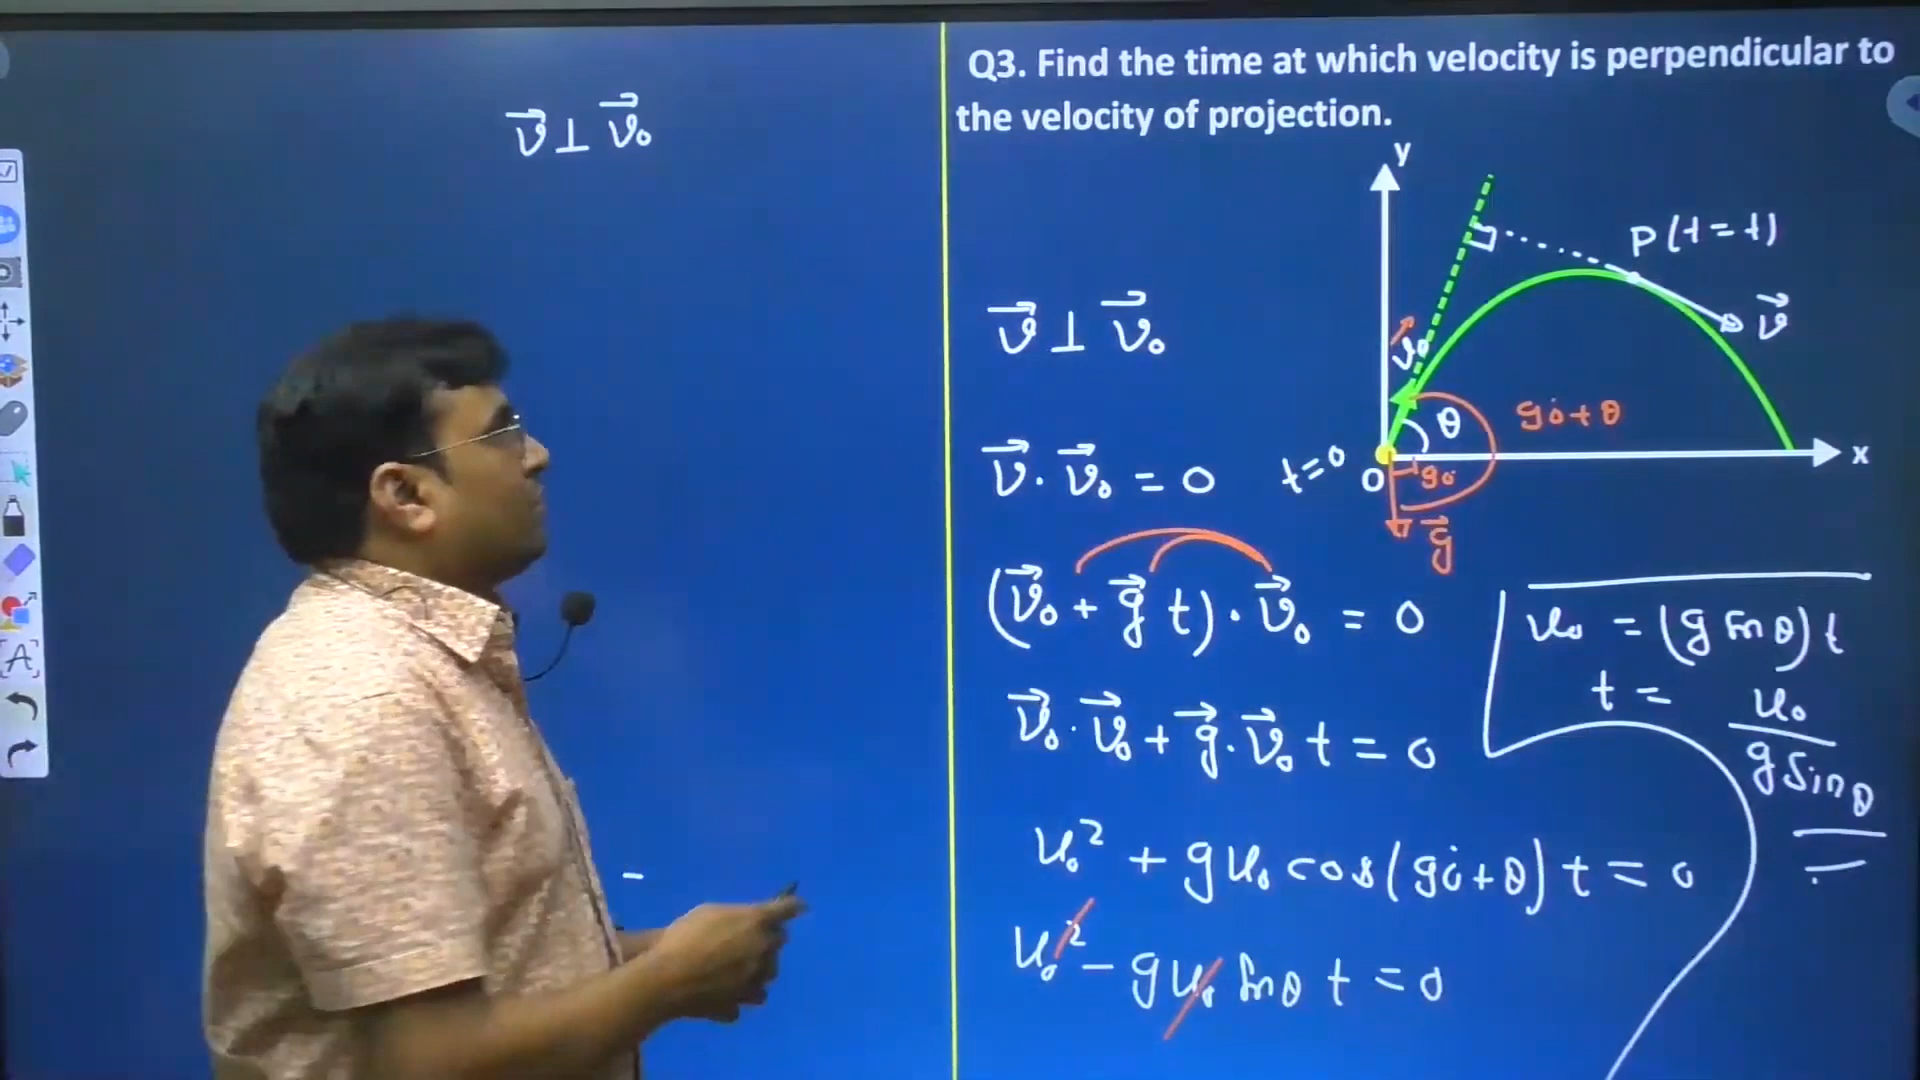 Q3. Find the time at which velocity is perpendicular to
the velocity of projection.
v⃗ ⊥ v⃗₀
y
P(t=t)
v⃗
v⃗₀
θ
90+θ
x
t=0
O
90
g⃗
v⃗ ⊥ v⃗₀
v⃗ · v⃗₀ = 0
(v⃗₀ + g⃗ t) · v⃗₀ = 0
v⃗₀ · v⃗₀ + g⃗ · v⃗₀ t = 0
u₀² + g u₀ cos(90+θ) t = 0
u₀² − g u₀ sinθ t = 0
u₀ = (g sinθ) t
t = u₀ / g sinθ
A